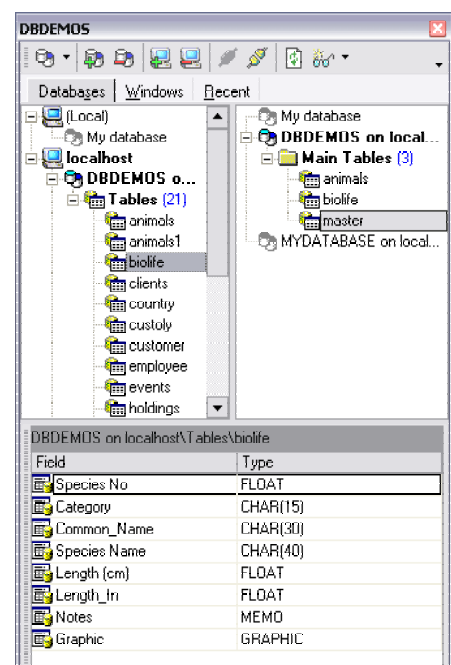 DBDEMOS
Databases Windows Recent
(Local)
My database
localhost
DBDEMOS o...
Tables (21)
animals
animals1
biolife
clients
country
custoly
customer
employee
events
holdings
My database
DBDEMOS on local...
Main Tables (3)
animals
biolife
master
MYDATABASE on local...
DBDEMOS on localhost\Tables\biolife
Field Type
Species No FLOAT
Category CHAR(15)
Common_Name CHAR(30)
Species Name CHAR(40)
Length (cm) FLOAT
Length_In FLOAT
Notes MEMO
Graphic GRAPHIC